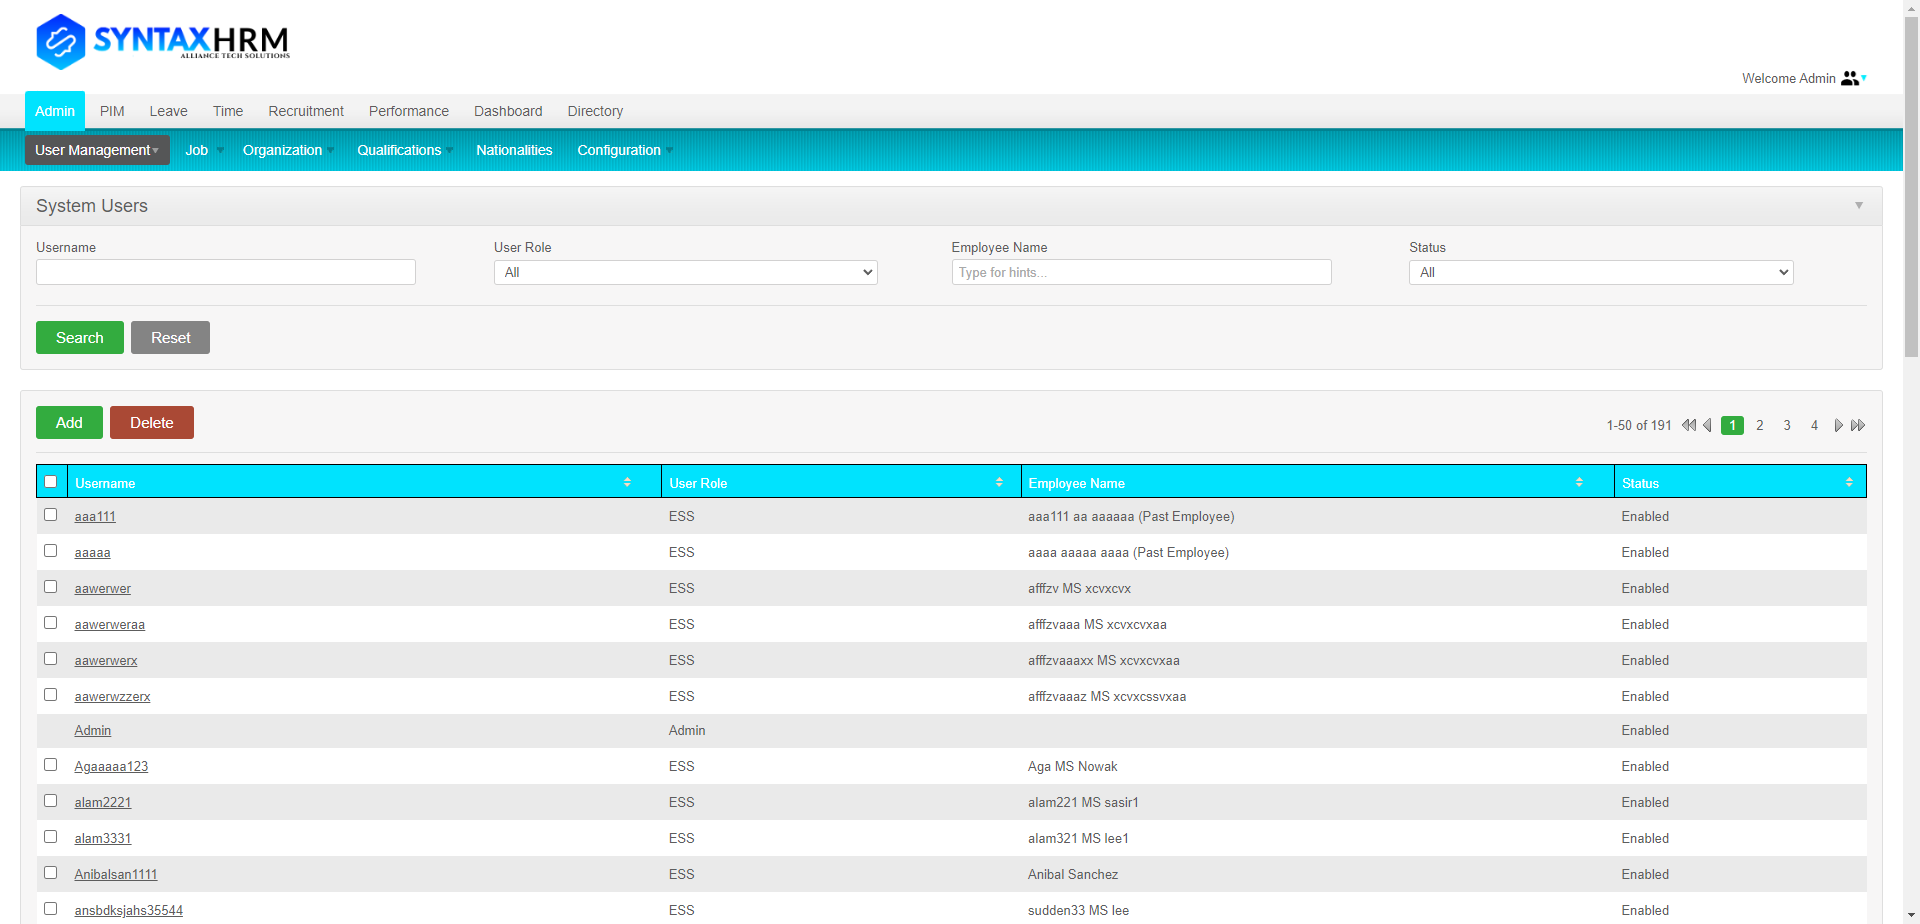 SYNTAXHRM
ALLIANCE TECH SOLUTIONS
Welcome Admin
Admin PIM Leave Time Recruitment Performance Dashboard Directory
User Management Job Organization Qualifications Nationalities Configuration
System Users
Username User Role Employee Name Status
All Type for hints... All
Search Reset
Add Delete 1-50 of 191 1 2 3 4
Username User Role Employee Name Status
aaa111 ESS aaa111 aa aaaaaa (Past Employee) Enabled
aaaaa ESS aaaa aaaaa aaaa (Past Employee) Enabled
aawerwer ESS afffzv MS xcvxcvx Enabled
aawerweraa ESS afffzvaaa MS xcvxcvxaa Enabled
aawerwerx ESS afffzvaaaxx MS xcvxcvxaa Enabled
aawerwzzerx ESS afffzvaaaz MS xcvxcssvxaa Enabled
Admin Admin Enabled
Agaaaaa123 ESS Aga MS Nowak Enabled
alam2221 ESS alam221 MS sasir1 Enabled
alam3331 ESS alam321 MS lee1 Enabled
Anibalsan1111 ESS Anibal Sanchez Enabled
ansbdksjahs35544 ESS sudden33 MS lee Enabled